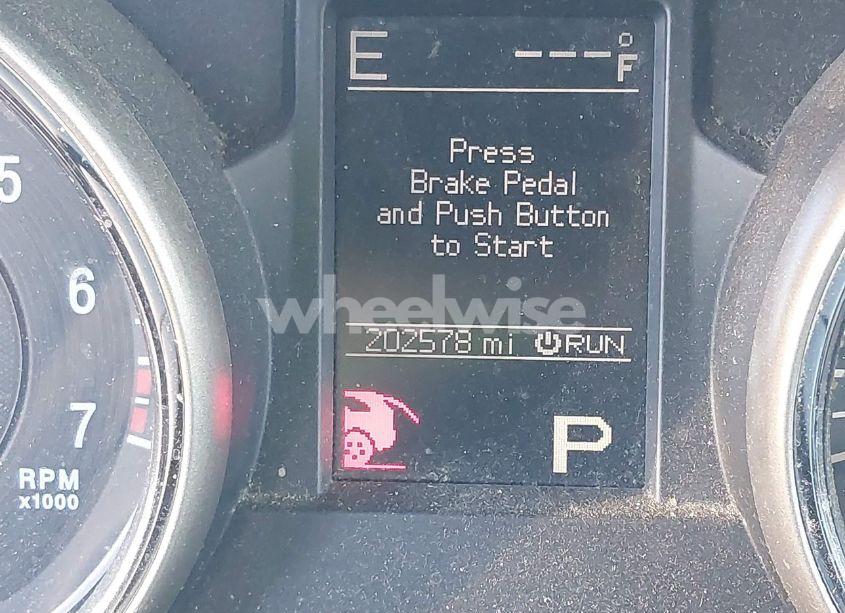 E ---°F
Press
Brake Pedal
and Push Button
to Start
wheelwise
202578 mi RUN
P
5
6
7
RPM
x1000